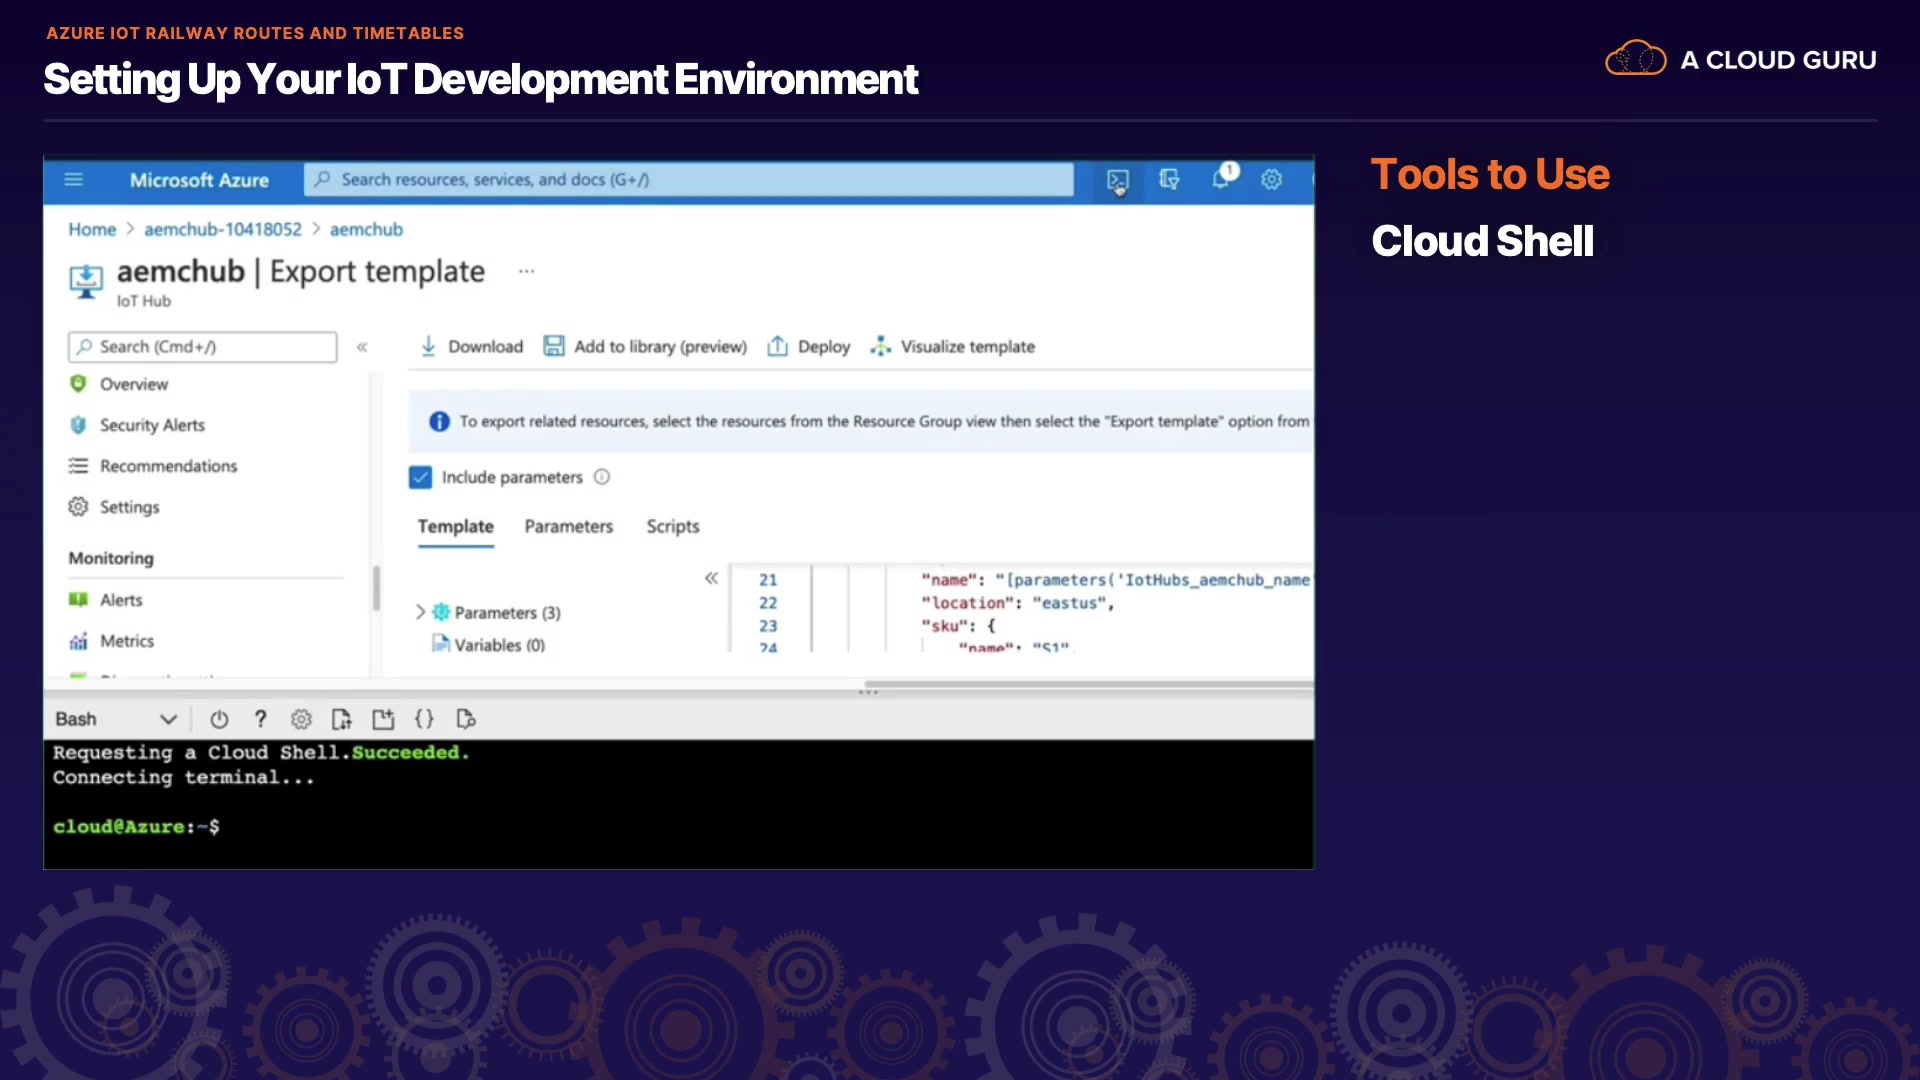 AZURE IOT RAILWAY ROUTES AND TIMETABLES
Setting Up Your IoT Development Environment
A CLOUD GURU
Tools to Use
Cloud Shell
Microsoft Azure
Search resources, services, and docs (G+/)
1
Home > aemchub-10418052 > aemchub
aemchub | Export template ...
IoT Hub
Search (Cmd+/)
«
Download
Add to library (preview)
Deploy
Visualize template
Overview
Security Alerts
Recommendations
Settings
Monitoring
Alerts
Metrics
To export related resources, select the resources from the Resource Group view then select the "Export template" option from
Include parameters
Template Parameters Scripts
«
Parameters (3)
Variables (0)
21 "name": "[parameters('IotHubs_aemchub_name'
22 "location": "eastus",
23 "sku": {
24 "name": "S1",
Bash
?
{}
Requesting a Cloud Shell.Succeeded.
Connecting terminal...
cloud@Azure:~$